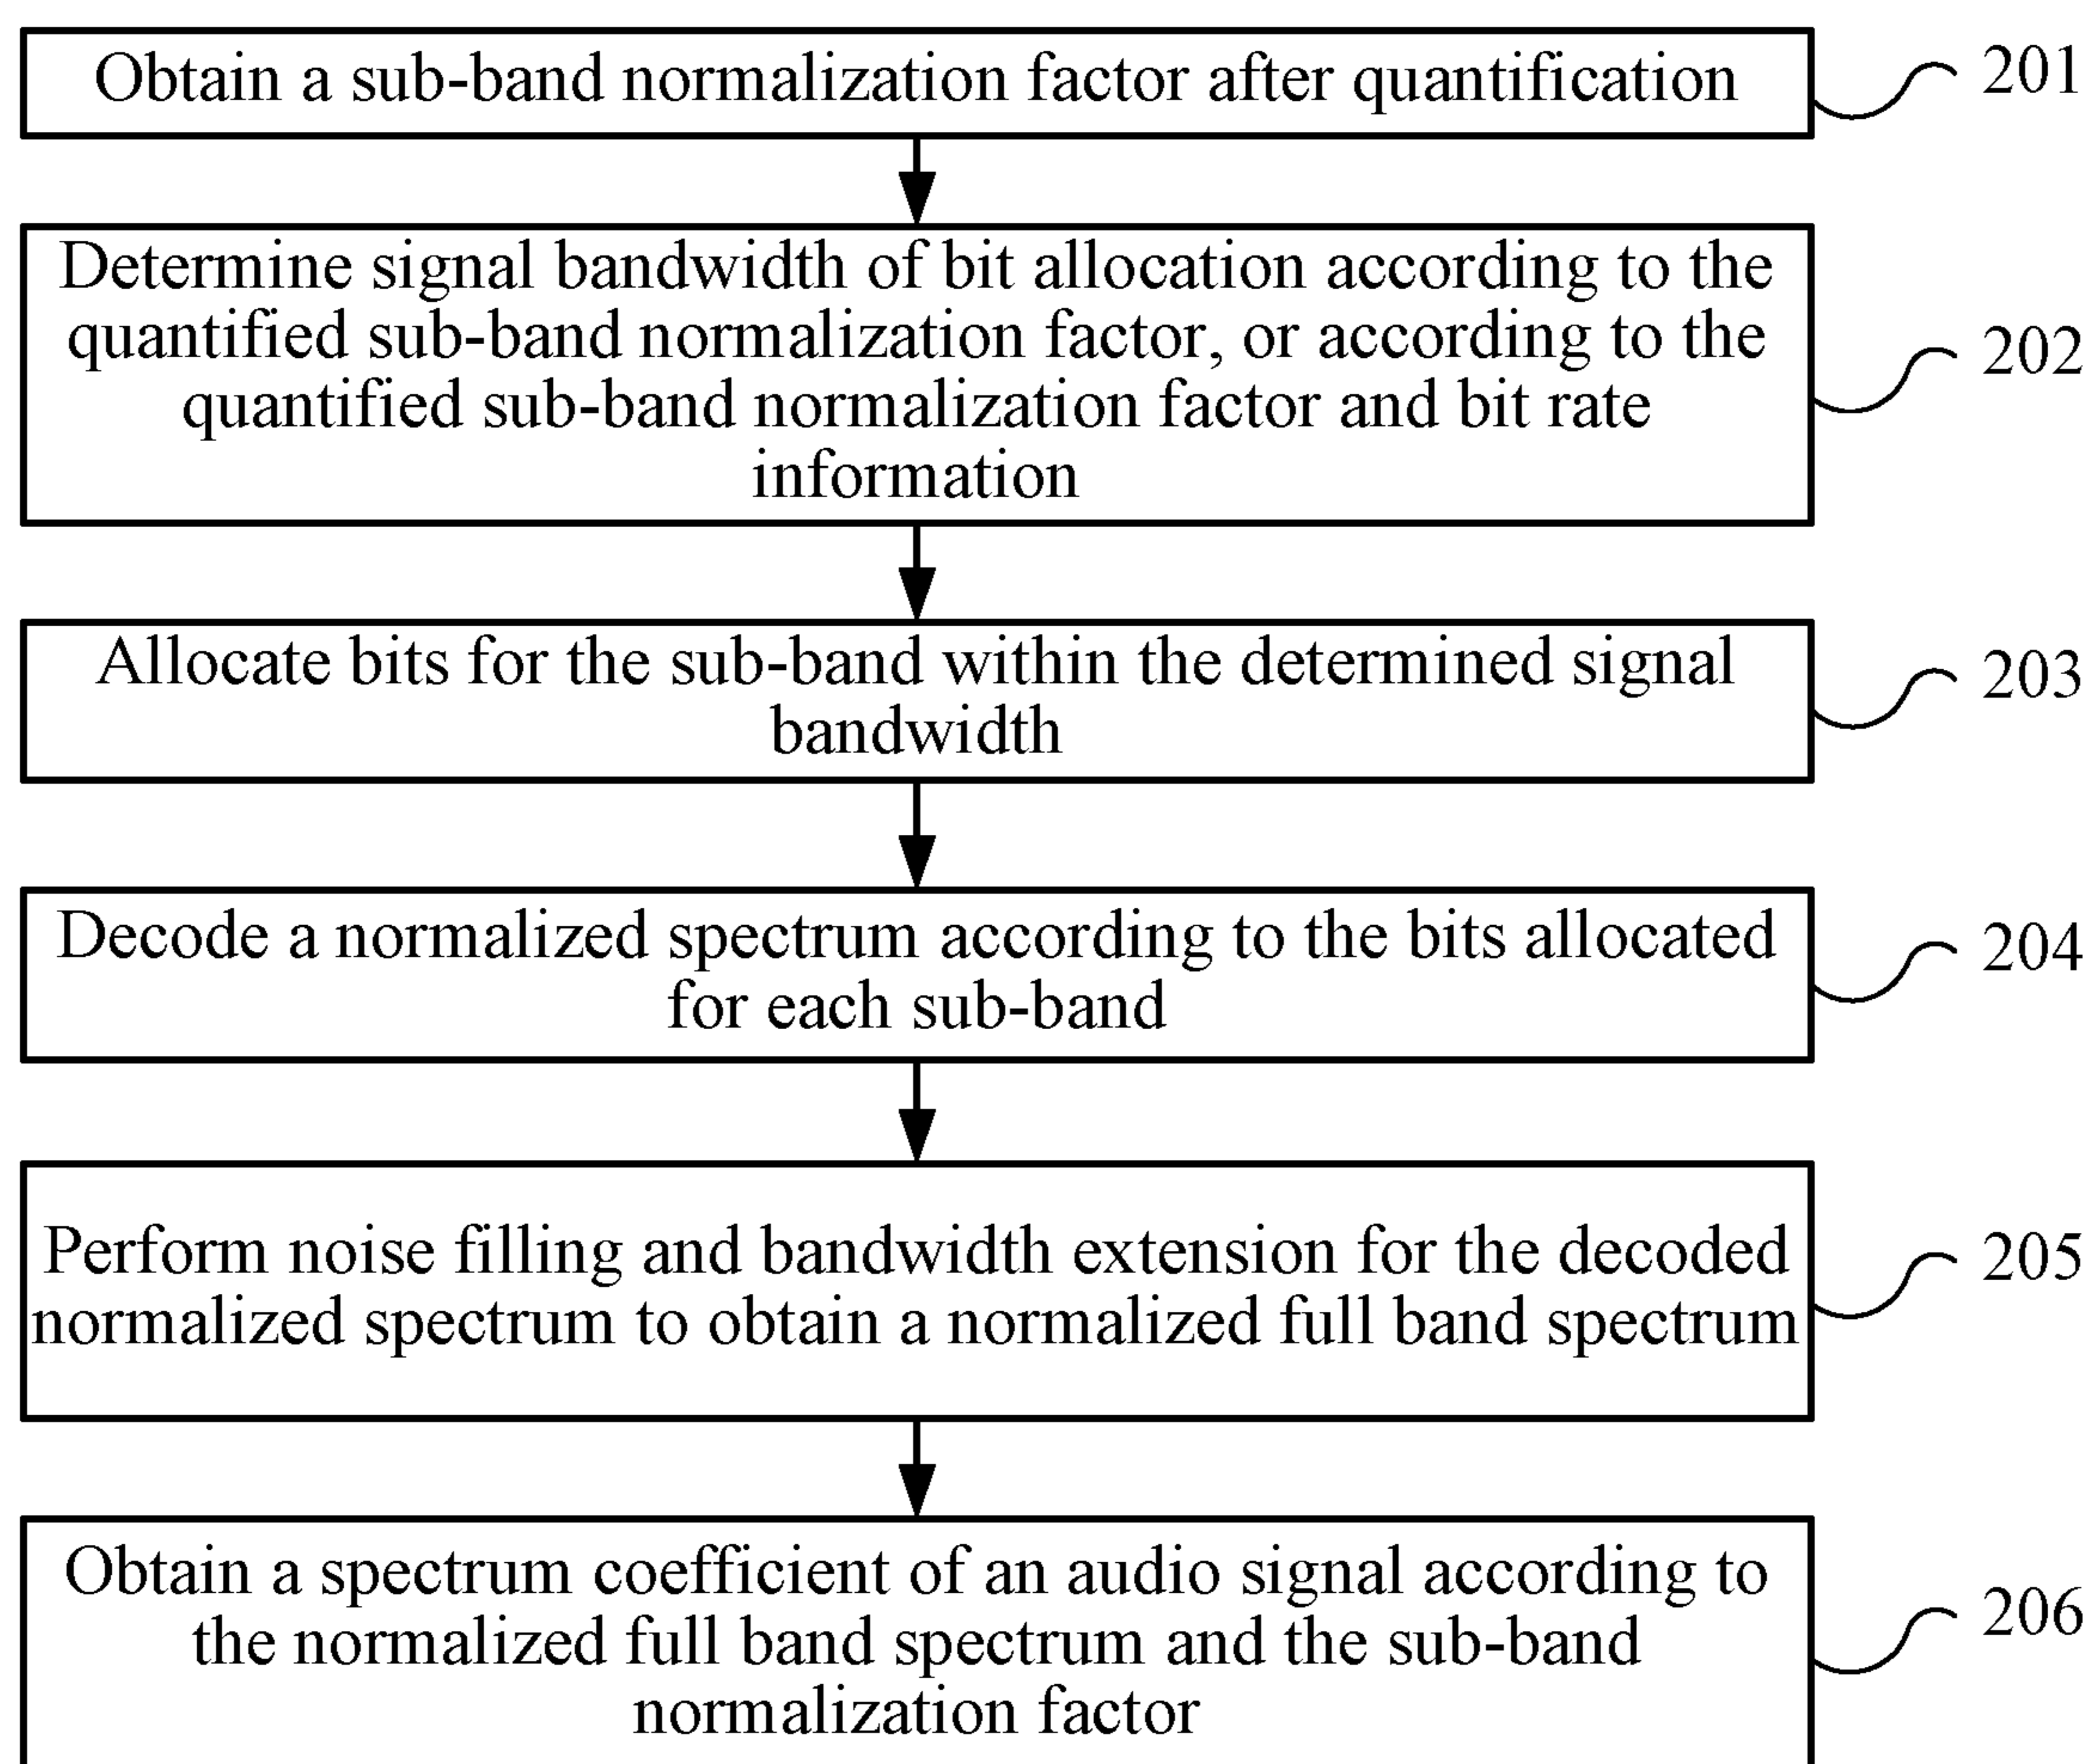 Obtain a sub-band normalization factor after quantification
201
Determine signal bandwidth of bit allocation according to the
quantified sub-band normalization factor, or according to the
quantified sub-band normalization factor and bit rate
information
202
Allocate bits for the sub-band within the determined signal
bandwidth
203
Decode a normalized spectrum according to the bits allocated
for each sub-band
204
Perform noise filling and bandwidth extension for the decoded
normalized spectrum to obtain a normalized full band spectrum
205
Obtain a spectrum coefficient of an audio signal according to
the normalized full band spectrum and the sub-band
normalization factor
206